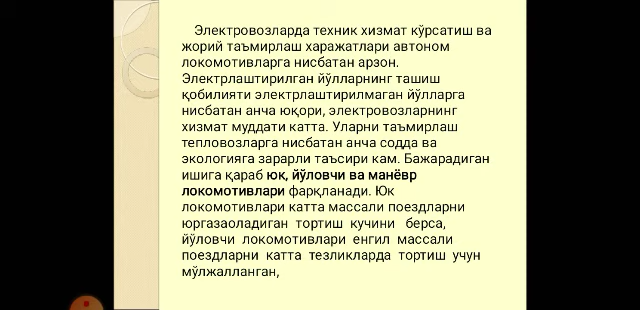 Электровозларда техник хизмат кўрсатиш ва
жорий таъмирлаш харажатлари автоном
локомотивларга нисбатан арзон.
Электрлаштирилган йўлларнинг ташиш
қобилияти электрлаштирилмаган йўлларга
нисбатан анча юқори, электровозларнинг
хизмат муддати катта. Уларни таъмирлаш
тепловозларга нисбатан анча содда ва
экологияга зарарли таъсири кам. Бажарадиган
ишига қараб юк, йўловчи ва манёвр
локомотивлари фарқланади. Юк
локомотивлари катта массали поездларни
юргазаоладиган тортиш кучини берса,
йўловчи локомотивлари енгил массали
поездларни катта тезликларда тортиш учун
мўлжалланган,